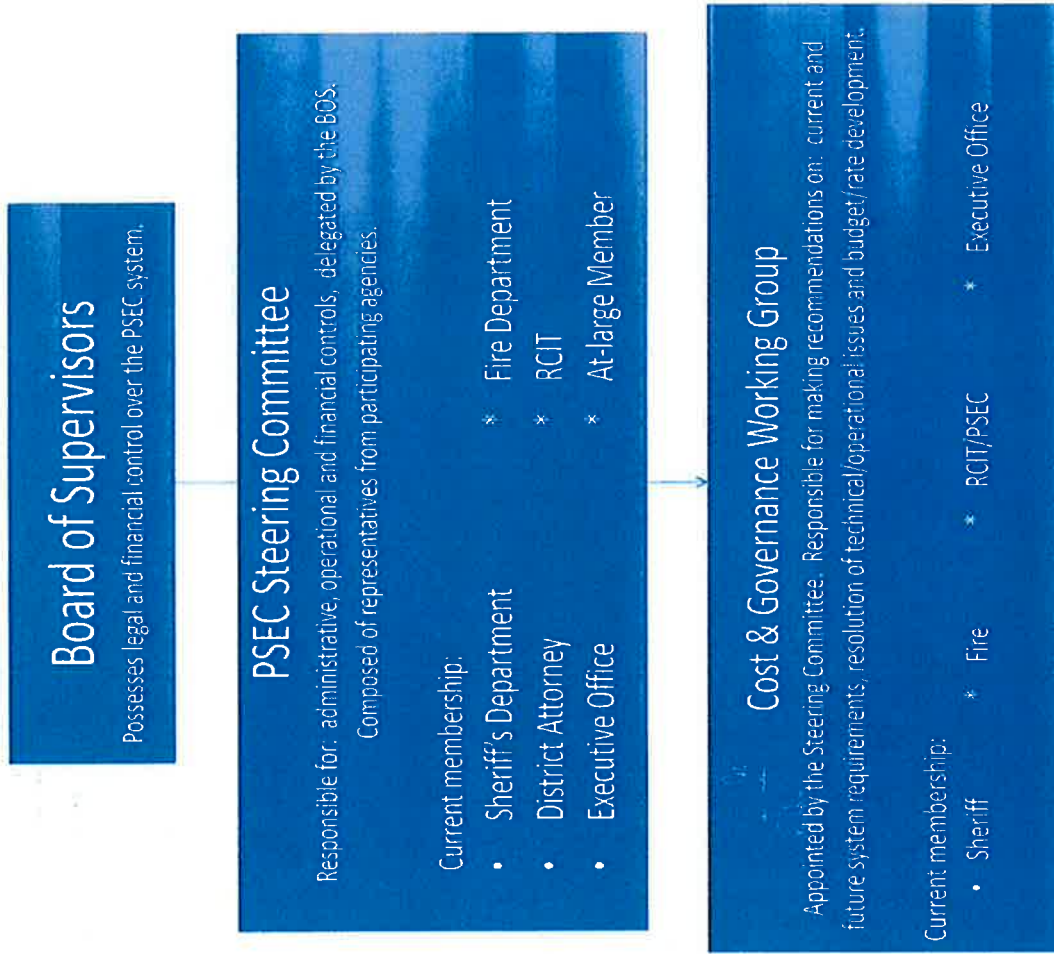 Board of Supervisors
Possesses legal and financial control over the PSEC system.
PSEC Steering Committee
Responsible for: administrative, operational and financial controls, delegated by the BOS.
Composed of representatives from participating agencies.
Current membership:
• Sheriff's Department * Fire Department
• District Attorney * RCIT
• Executive Office * At-large Member
Cost & Governance Working Group
Appointed by the Steering Committee. Responsible for making recommendations on: current and
future system requirements, resolution of technical/operational issues and budget/rate development.
Current membership:
• Sheriff * Fire * RCIT/PSEC * Executive Office